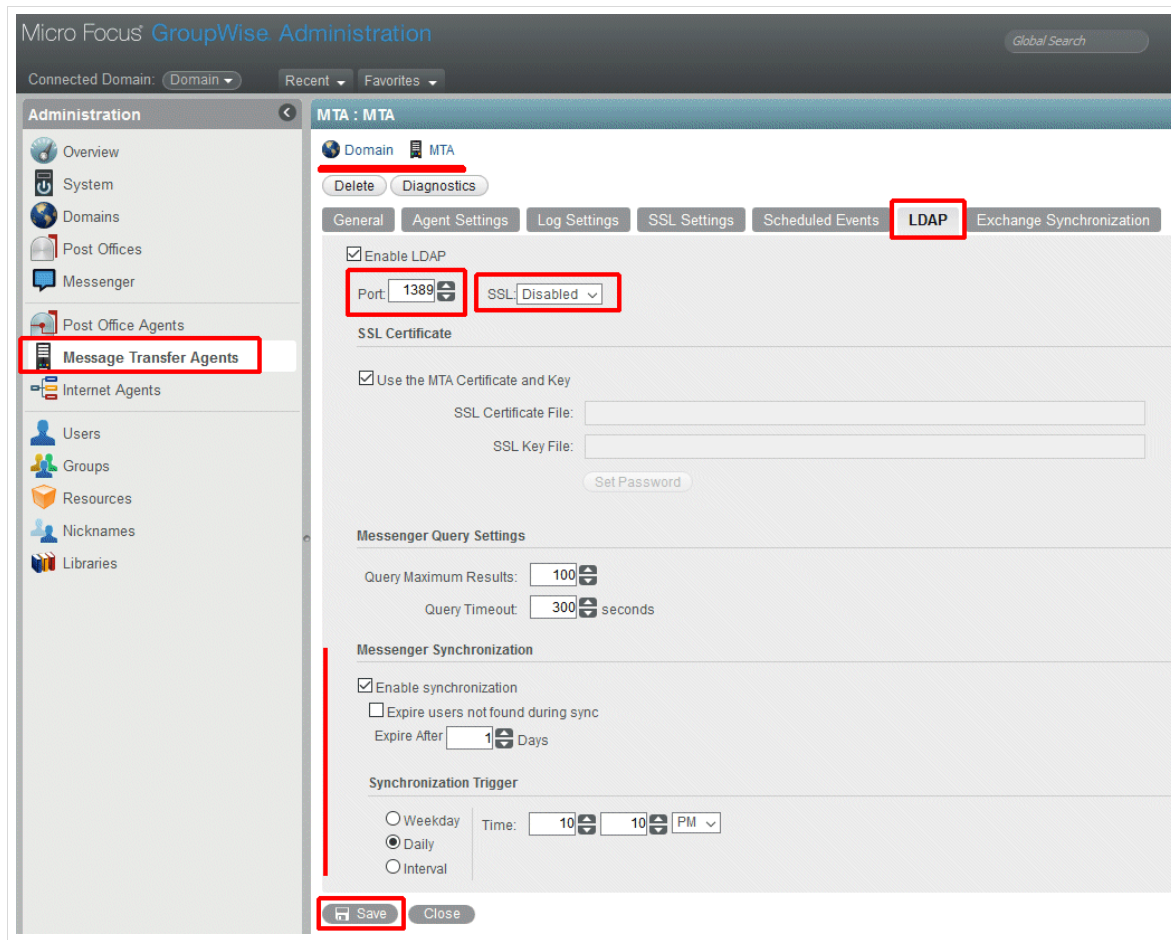 Micro Focus GroupWise Administration
Global Search
Connected Domain: Domain Recent Favorites
Administration
Overview
System
Domains
Post Offices
Messenger
Post Office Agents
Message Transfer Agents
Internet Agents
Users
Groups
Resources
Nicknames
Libraries
MTA : MTA
Domain MTA
Delete Diagnostics
General Agent Settings Log Settings SSL Settings Scheduled Events LDAP Exchange Synchronization
Enable LDAP
Port: 1389 SSL: Disabled
SSL Certificate
Use the MTA Certificate and Key
SSL Certificate File:
SSL Key File:
Set Password
Messenger Query Settings
Query Maximum Results: 100
Query Timeout: 300 seconds
Messenger Synchronization
Enable synchronization
Expire users not found during sync
Expire After 1 Days
Synchronization Trigger
Weekday
Time: 10 10 PM
Daily
Interval
Save Close